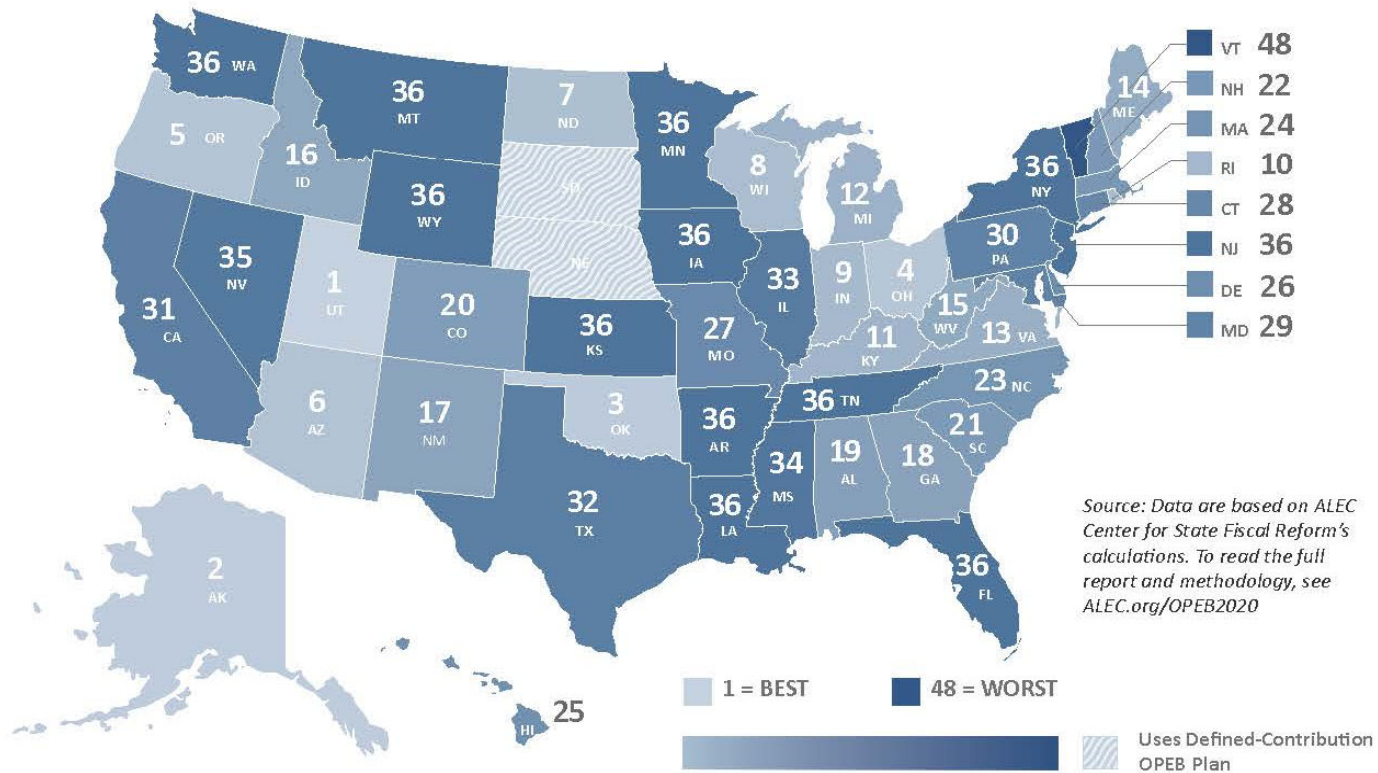 VT 48
NH 22
MA 24
RI 10
CT 28
NJ 36
DE 26
MD 29
36 WA
36
MT
7
ND
36
MN
14
ME
5 OR
16
ID
36
WY
SD
8
WI
12
MI
36
NY
35
NV
1
UT
20
CO
NE
36
IA
33
IL
9
IN
4
OH
30
PA
31
CA
36
KS
27
MO
11
KY
15
WV
13 VA
6
AZ
17
NM
3
OK
36
AR
36 TN
23 NC
21
SC
32
TX
36
LA
34
MS
19
AL
18
GA
36
FL
2
AK
25
HI
Source: Data are based on ALEC
Center for State Fiscal Reform's
calculations. To read the full
report and methodology, see
ALEC.org/OPEB2020
1 = BEST
48 = WORST
Uses Defined-Contribution
OPEB Plan